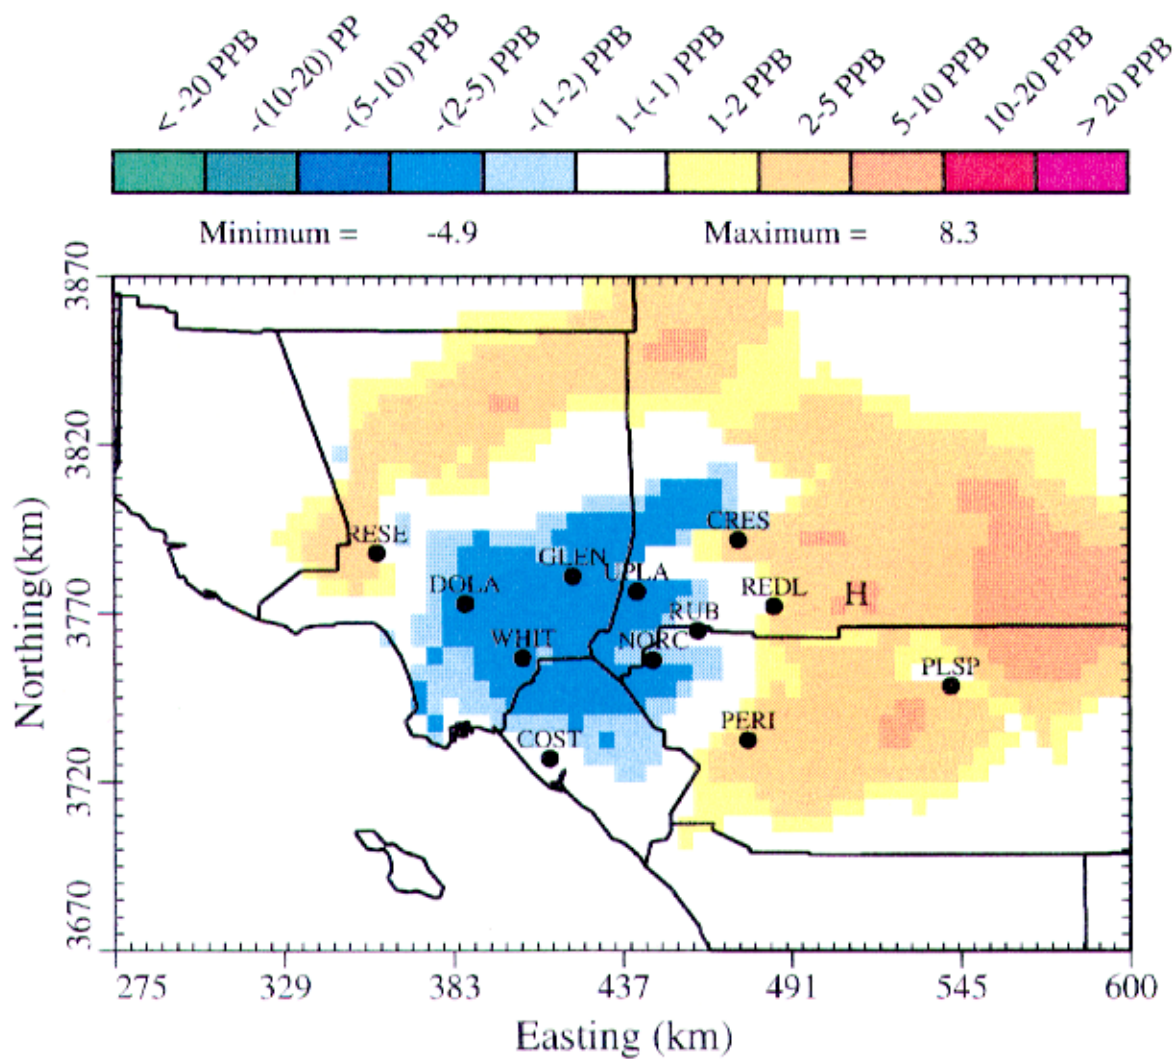 < -20 PPB
-(10-20) PP
-(5-10) PPB
-(2-5) PPB
-(1-2) PPB
1-(-1) PPB
1-2 PPB
2-5 PPB
5-10 PPB
10-20 PPB
> 20 PPB
Minimum = -4.9 Maximum = 8.3
3870
3820
3770
3720
3670
Northing(km)
RESE
CRES
GLEN
UPLA
DOLA
REDL
H
RUB
WHIT
NORC
PLSP
PERI
COST
275 329 383 437 491 545 600
Easting (km)